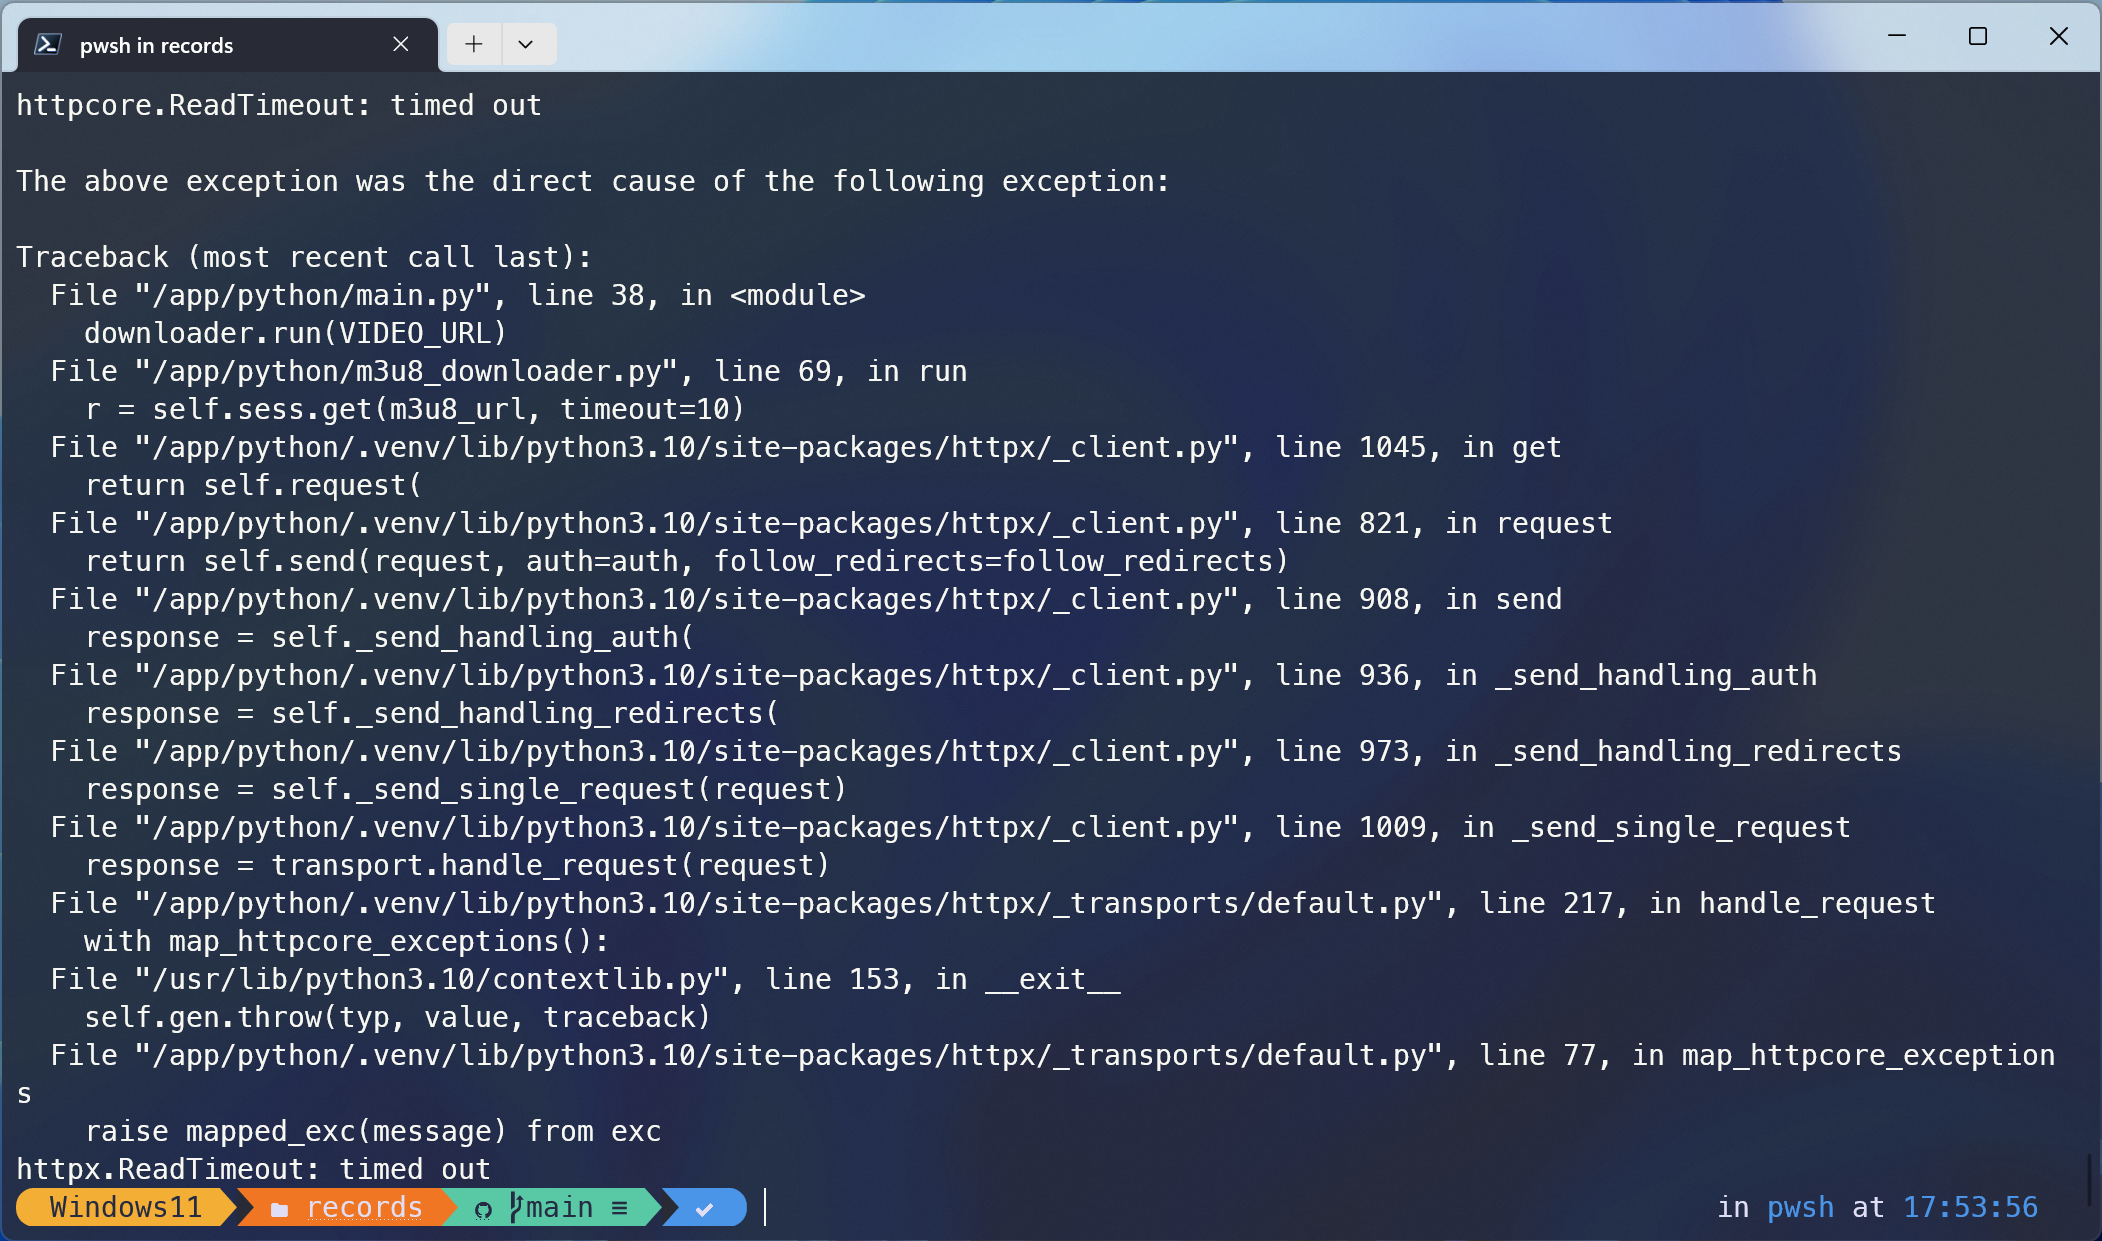 pwsh in records
httpcore.ReadTimeout: timed out
The above exception was the direct cause of the following exception:
Traceback (most recent call last):
  File "/app/python/main.py", line 38, in <module>
    downloader.run(VIDEO_URL)
  File "/app/python/m3u8_downloader.py", line 69, in run
    r = self.sess.get(m3u8_url, timeout=10)
  File "/app/python/.venv/lib/python3.10/site-packages/httpx/_client.py", line 1045, in get
    return self.request(
  File "/app/python/.venv/lib/python3.10/site-packages/httpx/_client.py", line 821, in request
    return self.send(request, auth=auth, follow_redirects=follow_redirects)
  File "/app/python/.venv/lib/python3.10/site-packages/httpx/_client.py", line 908, in send
    response = self._send_handling_auth(
  File "/app/python/.venv/lib/python3.10/site-packages/httpx/_client.py", line 936, in _send_handling_auth
    response = self._send_handling_redirects(
  File "/app/python/.venv/lib/python3.10/site-packages/httpx/_client.py", line 973, in _send_handling_redirects
    response = self._send_single_request(request)
  File "/app/python/.venv/lib/python3.10/site-packages/httpx/_client.py", line 1009, in _send_single_request
    response = transport.handle_request(request)
  File "/app/python/.venv/lib/python3.10/site-packages/httpx/_transports/default.py", line 217, in handle_request
    with map_httpcore_exceptions():
  File "/usr/lib/python3.10/contextlib.py", line 153, in __exit__
    self.gen.throw(typ, value, traceback)
  File "/app/python/.venv/lib/python3.10/site-packages/httpx/_transports/default.py", line 77, in map_httpcore_exception
s
    raise mapped_exc(message) from exc
httpx.ReadTimeout: timed out
Windows11 records main ≡ in pwsh at 17:53:56